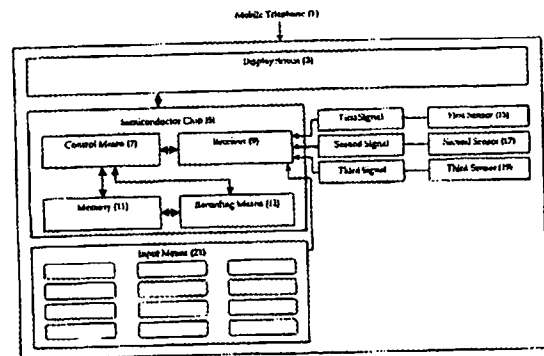 Mobile Telephone (1)
Display Means (3)
Semiconductor Chip (5)
Control Means (7)
Receiver (9)
Memory (11)
Recording Means (13)
First Signal
First Sensor (15)
Second Signal
Second Sensor (17)
Third Signal
Third Sensor (19)
Input Means (21)